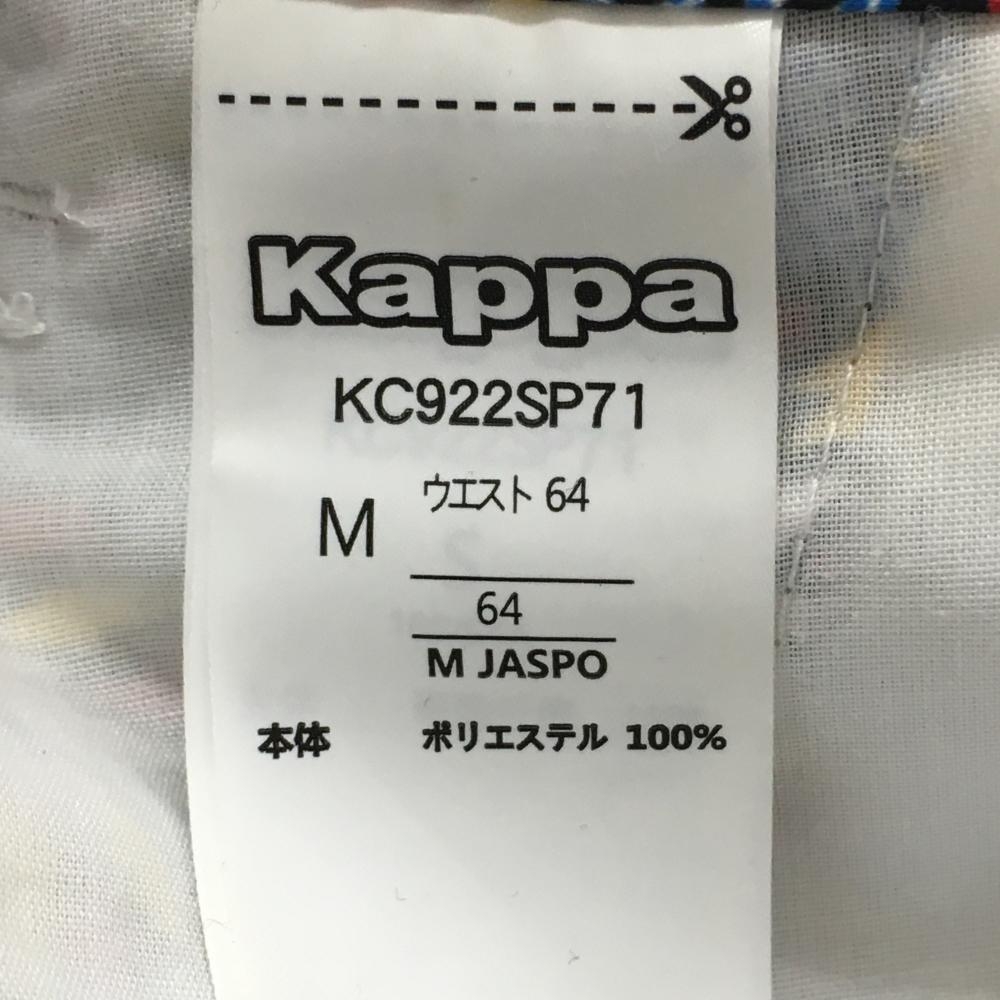 Kappa
KC922SP71
M
ウエスト 64
64
M JASPO
本体 ポリエステル 100%